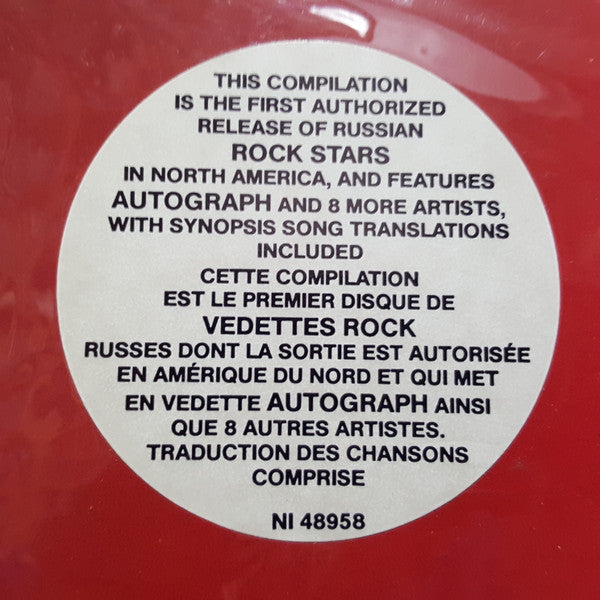 THIS COMPILATION
IS THE FIRST AUTHORIZED
RELEASE OF RUSSIAN
ROCK STARS
IN NORTH AMERICA, AND FEATURES
AUTOGRAPH AND 8 MORE ARTISTS,
WITH SYNOPSIS SONG TRANSLATIONS
INCLUDED
CETTE COMPILATION
EST LE PREMIER DISQUE DE
VEDETTES ROCK
RUSSES DONT LA SORTIE EST AUTORISÉE
EN AMÉRIQUE DU NORD ET QUI MET
EN VEDETTE AUTOGRAPH AINSI
QUE 8 AUTRES ARTISTES.
TRADUCTION DES CHANSONS
COMPRISE
NI 48958